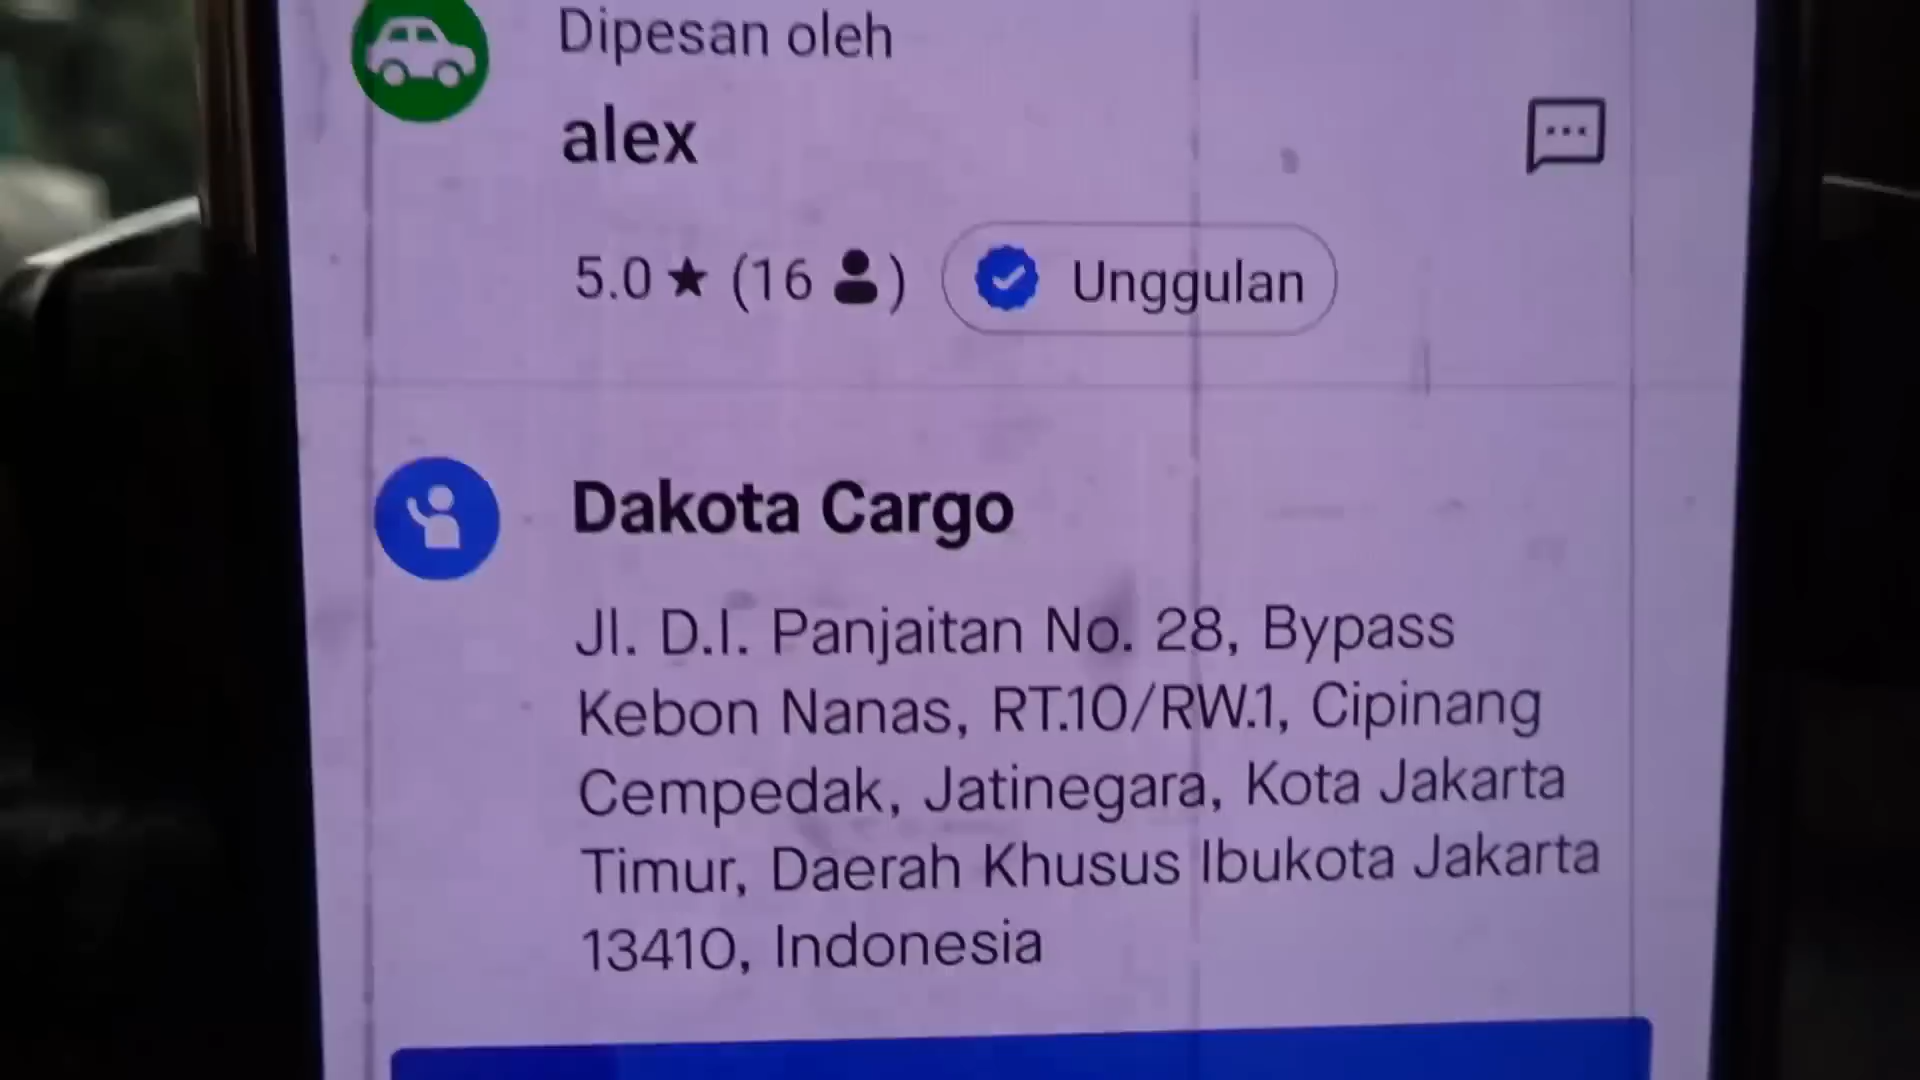 Dipesan oleh
alex
5.0 ★ (16 )
Unggulan
Dakota Cargo
Jl. D.I. Panjaitan No. 28, Bypass
Kebon Nanas, RT.10/RW.1, Cipinang
Cempedak, Jatinegara, Kota Jakarta
Timur, Daerah Khusus Ibukota Jakarta
13410, Indonesia